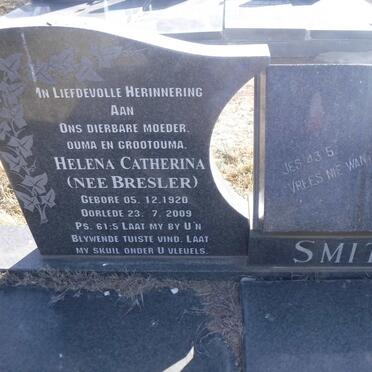 IN LIEFDEVOLLE HERINNERING
AAN
ONS DIERBARE MOEDER.
OUMA EN GROOTOUMA.
HELENA CATHERINA
(NEE BRESLER)
GEBORE 05. 12. 1920
OORLEDE 23. 7. 2009
PS. 61:5 LAAT MY BY U'N
BLYWENDE TUISTE VIND. LAAT
MY SKUIL ONDER U VLEUELS.
JES 43 5
VREES NIE WAN
SMIT